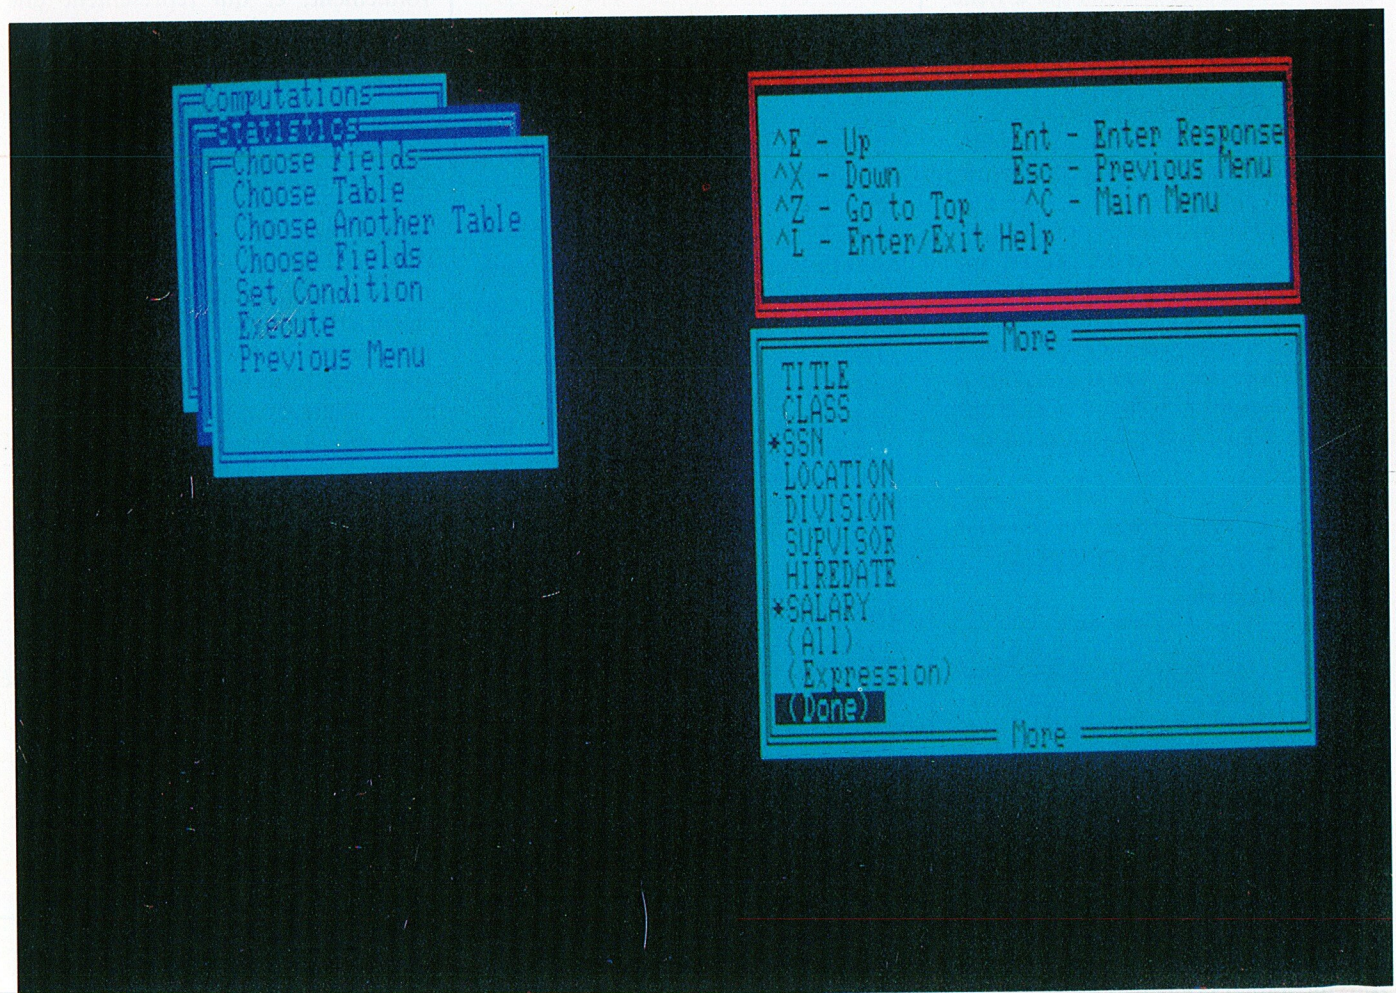 Computations
Statistics
Choose Fields
Choose Table
Choose Another Table
Choose Fields
Set Condition
Execute
Previous Menu
^E - Up Ent - Enter Response
^X - Down Esc - Previous Menu
^Z - Go to Top ^C - Main Menu
^L - Enter/Exit Help
More
TITLE
CLASS
*SSN
LOCATION
DIVISION
SUPVISOR
HIREDATE
*SALARY
(All)
(Expression)
(Done)
More